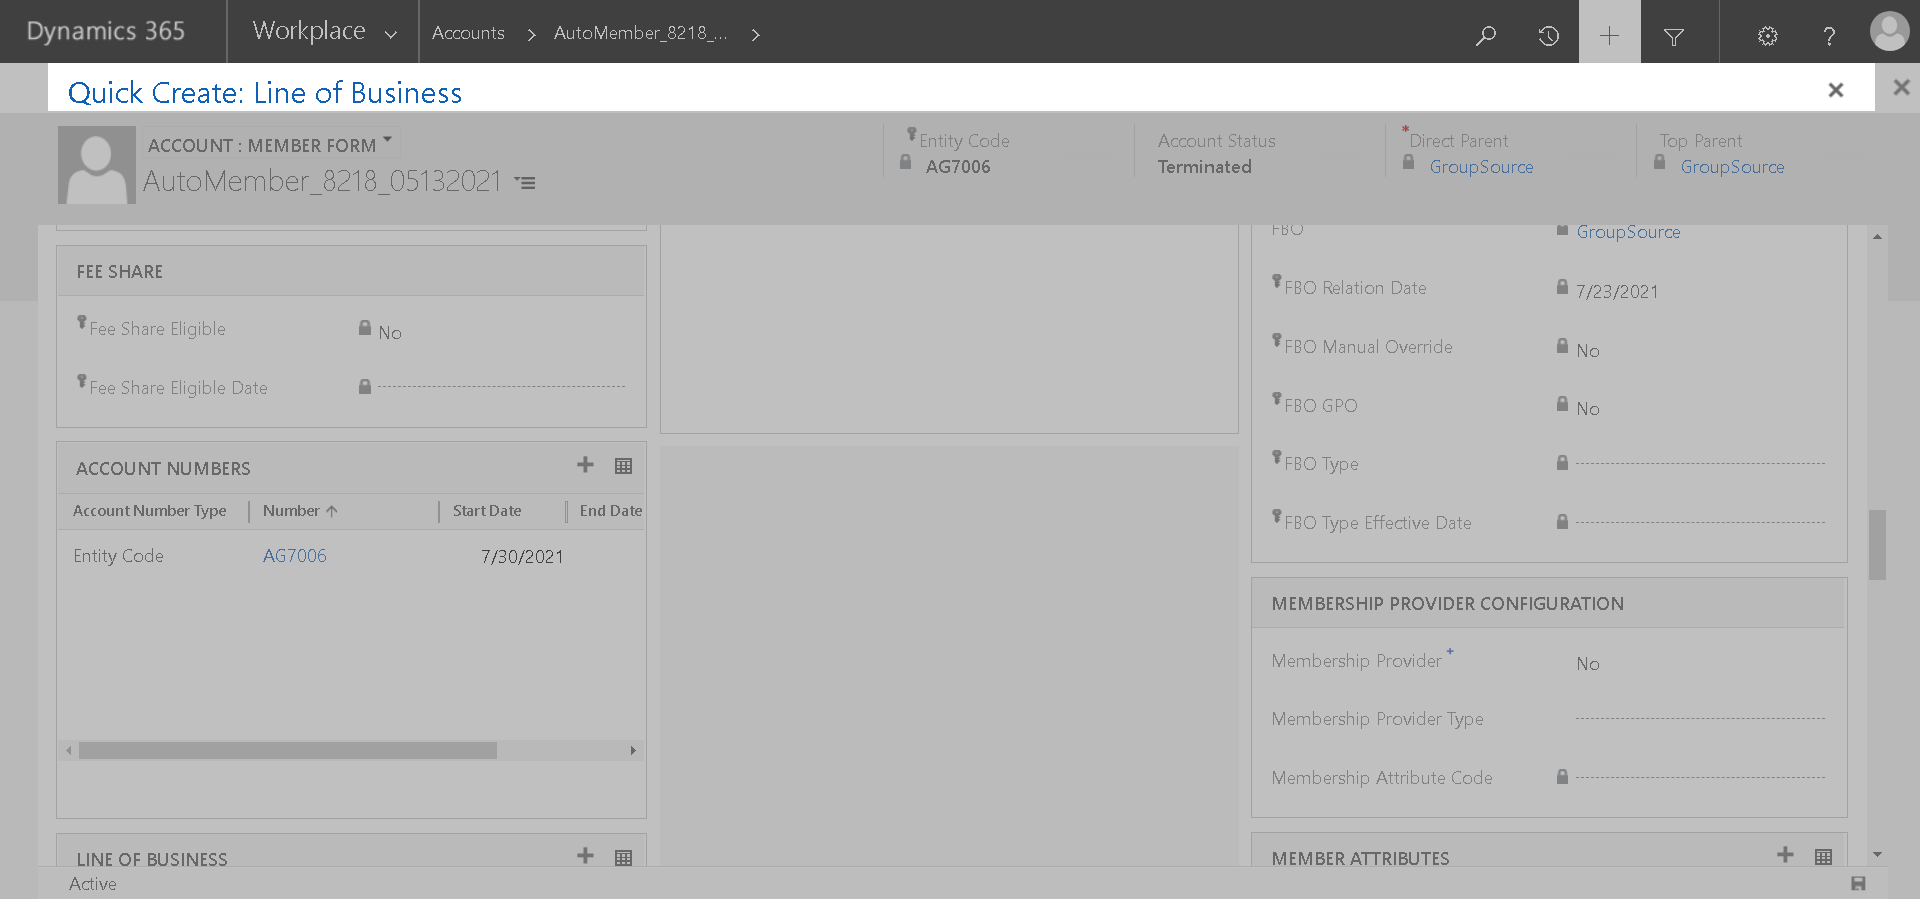 Dynamics 365
Workplace
Accounts
AutoMember_8218_...
Quick Create: Line of Business
ACCOUNT : MEMBER FORM
AutoMember_8218_05132021
Entity Code
AG7006
Account Status
Terminated
*Direct Parent
GroupSource
Top Parent
GroupSource
FEE SHARE
Fee Share Eligible
No
Fee Share Eligible Date
ACCOUNT NUMBERS
Account Number Type
Number
Start Date
End Date
Entity Code
AG7006
7/30/2021
LINE OF BUSINESS
FBO
GroupSource
FBO Relation Date
7/23/2021
FBO Manual Override
No
FBO GPO
No
FBO Type
FBO Type Effective Date
MEMBERSHIP PROVIDER CONFIGURATION
Membership Provider +
No
Membership Provider Type
Membership Attribute Code
MEMBER ATTRIBUTES
Active